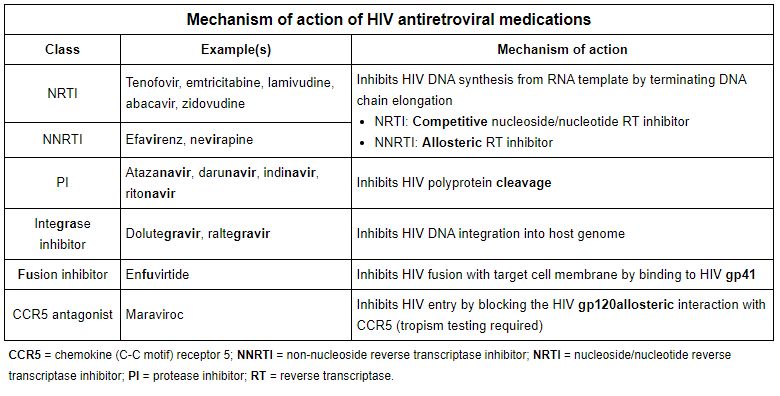 Mechanism of action of HIV antiretroviral medications
Class
Example(s)
Mechanism of action
NRTI
Tenofovir, emtricitabine, lamivudine,
abacavir, zidovudine
Inhibits HIV DNA synthesis from RNA template by terminating DNA
chain elongation
• NRTI: Competitive nucleoside/nucleotide RT inhibitor
• NNRTI: Allosteric RT inhibitor
NNRTI
Efavirenz, nevirapine
PI
Atazanavir, darunavir, indinavir,
ritonavir
Inhibits HIV polyprotein cleavage
Integrase
inhibitor
Dolutegravir, raltegravir
Inhibits HIV DNA integration into host genome
Fusion inhibitor
Enfuvirtide
Inhibits HIV fusion with target cell membrane by binding to HIV gp41
CCR5 antagonist
Maraviroc
Inhibits HIV entry by blocking the HIV gp120allosteric interaction with
CCR5 (tropism testing required)
CCR5 = chemokine (C-C motif) receptor 5; NNRTI = non-nucleoside reverse transcriptase inhibitor; NRTI = nucleoside/nucleotide reverse
transcriptase inhibitor; PI = protease inhibitor; RT = reverse transcriptase.